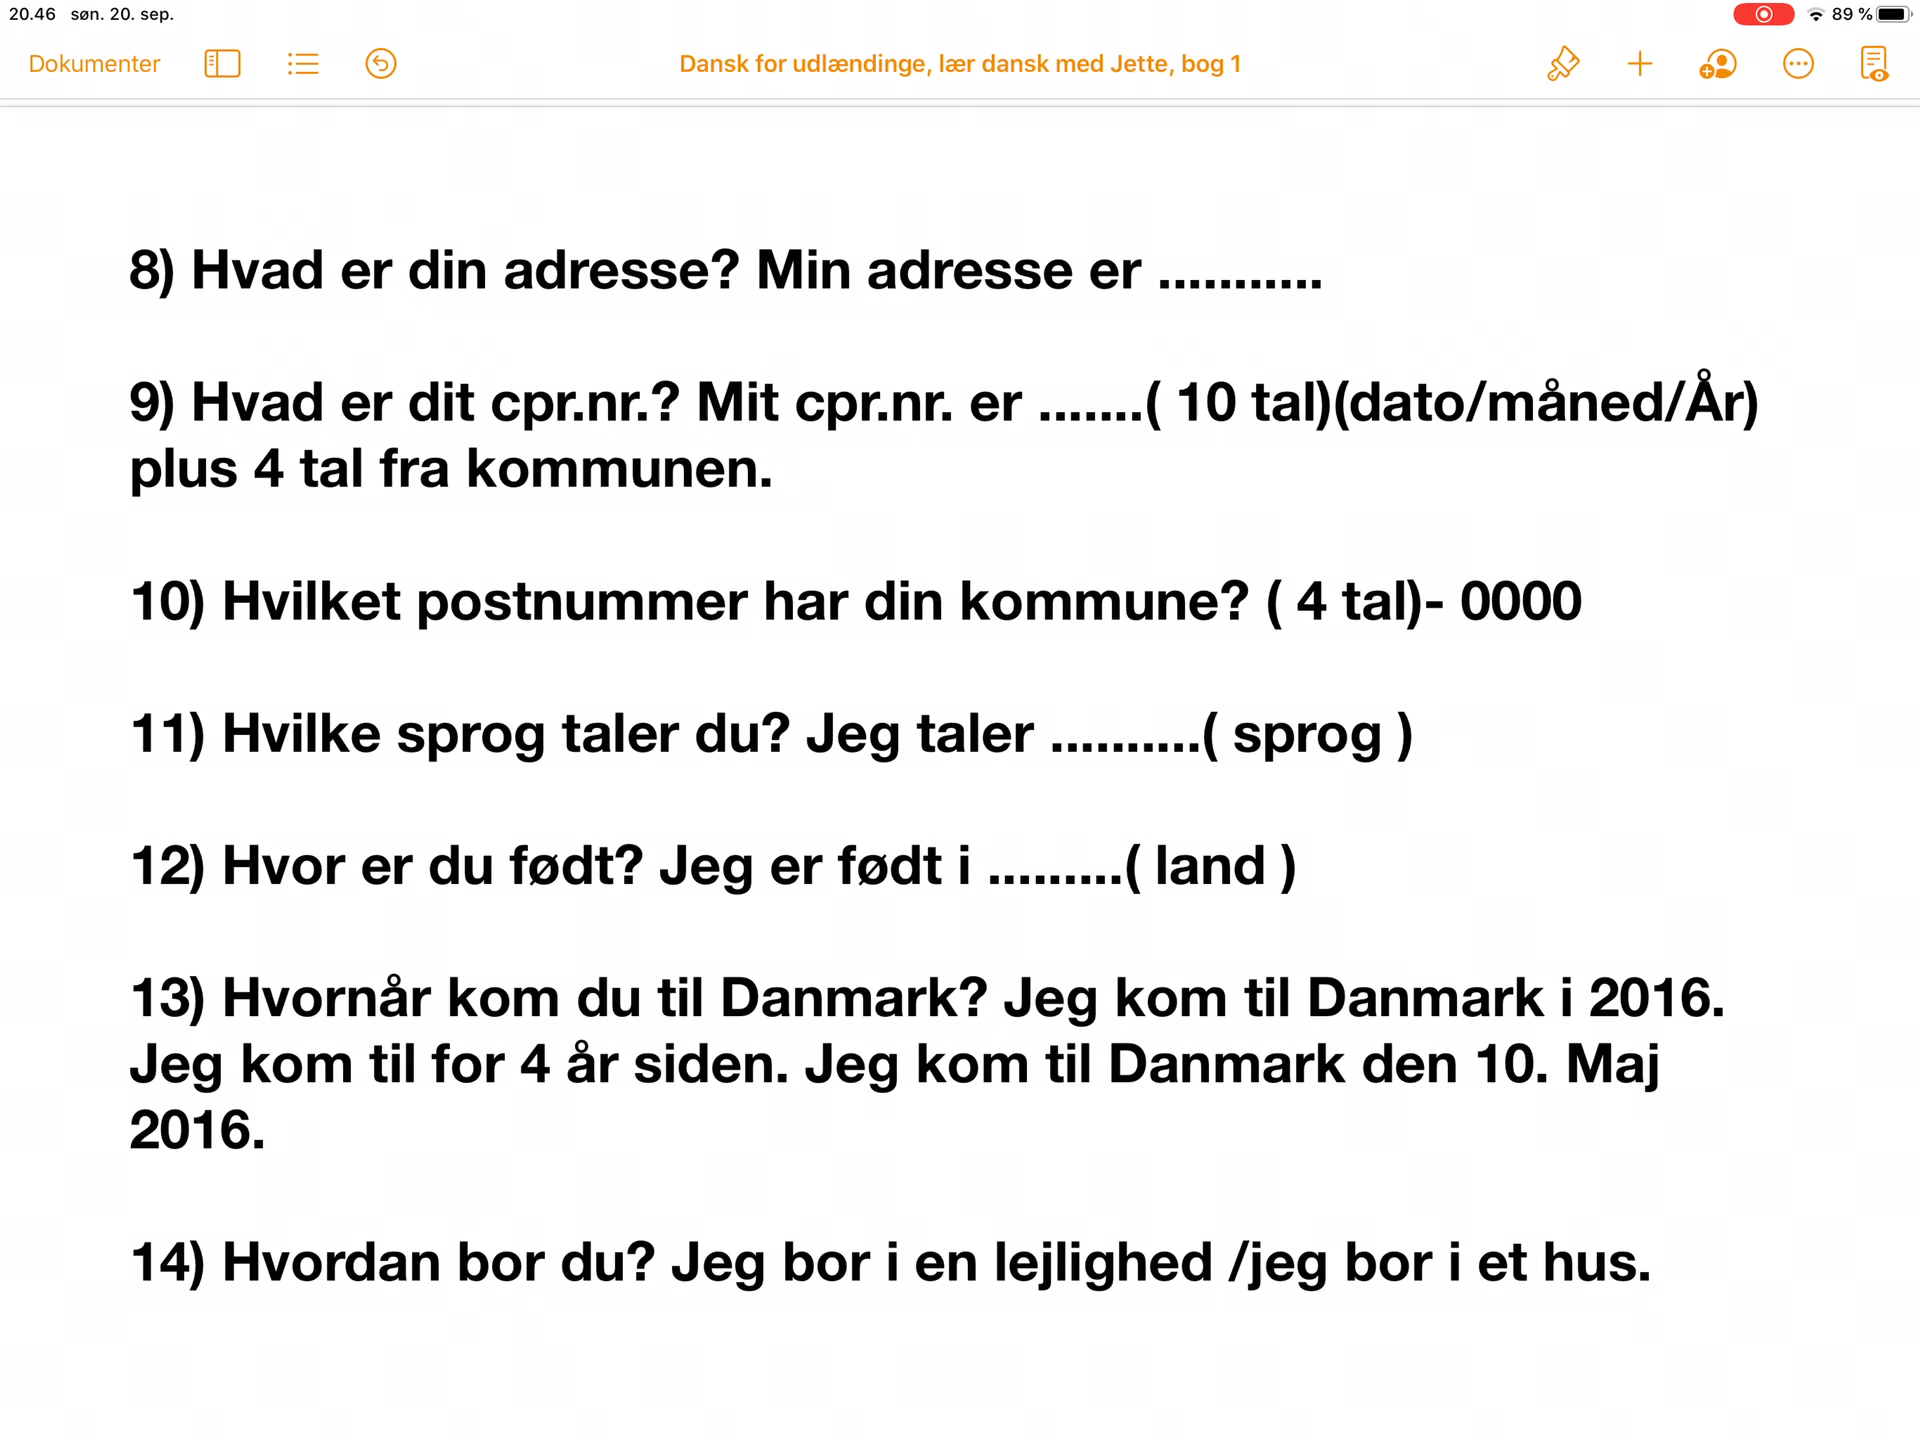 20.46 søn. 20. sep.
89 %
Dokumenter
Dansk for udlændinge, lær dansk med Jette, bog 1
8) Hvad er din adresse? Min adresse er ...........
9) Hvad er dit cpr.nr.? Mit cpr.nr. er .......( 10 tal)(dato/måned/År)
plus 4 tal fra kommunen.
10) Hvilket postnummer har din kommune? ( 4 tal)- 0000
11) Hvilke sprog taler du? Jeg taler ..........( sprog )
12) Hvor er du født? Jeg er født i .........( land )
13) Hvornår kom du til Danmark? Jeg kom til Danmark i 2016.
Jeg kom til for 4 år siden. Jeg kom til Danmark den 10. Maj
2016.
14) Hvordan bor du? Jeg bor i en lejlighed /jeg bor i et hus.